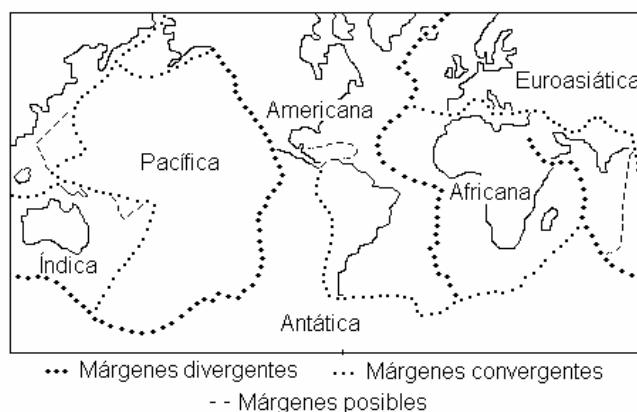 Euroasiática
Americana
Pacífica
Africana
Índica
Antática
Márgenes divergentes
Márgenes convergentes
Márgenes posibles